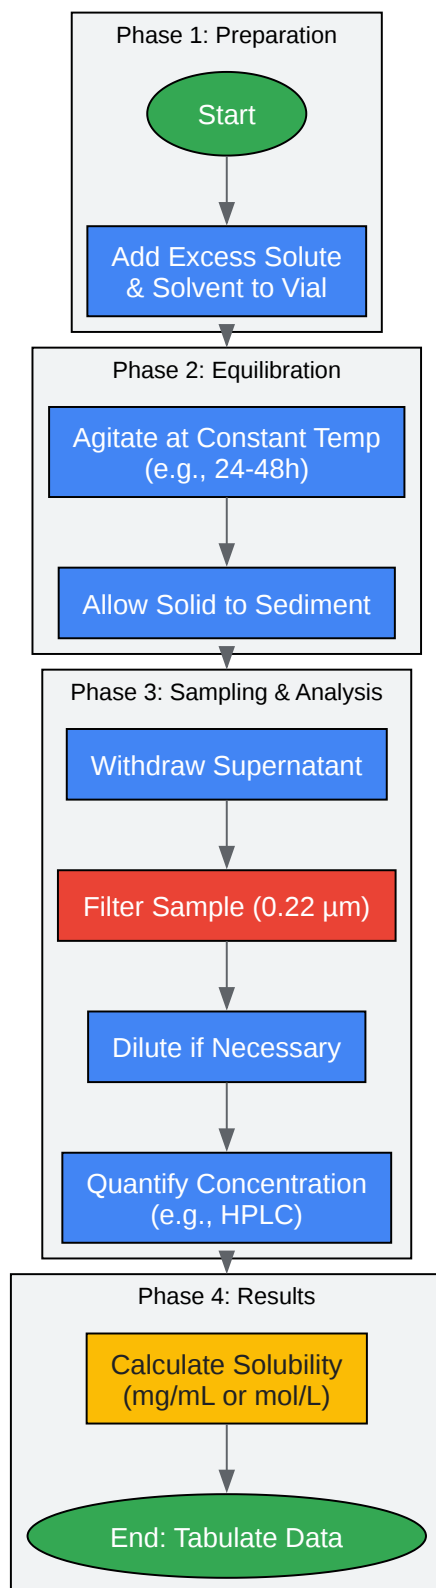 Phase 1: Preparation
Start
Add Excess Solute
& Solvent to Vial
Phase 2: Equilibration
Agitate at Constant Temp
(e.g., 24-48h)
Allow Solid to Sediment
Phase 3: Sampling & Analysis
Withdraw Supernatant
Filter Sample (0.22 µm)
Dilute if Necessary
Quantify Concentration
(e.g., HPLC)
Phase 4: Results
Calculate Solubility
(mg/mL or mol/L)
End: Tabulate Data